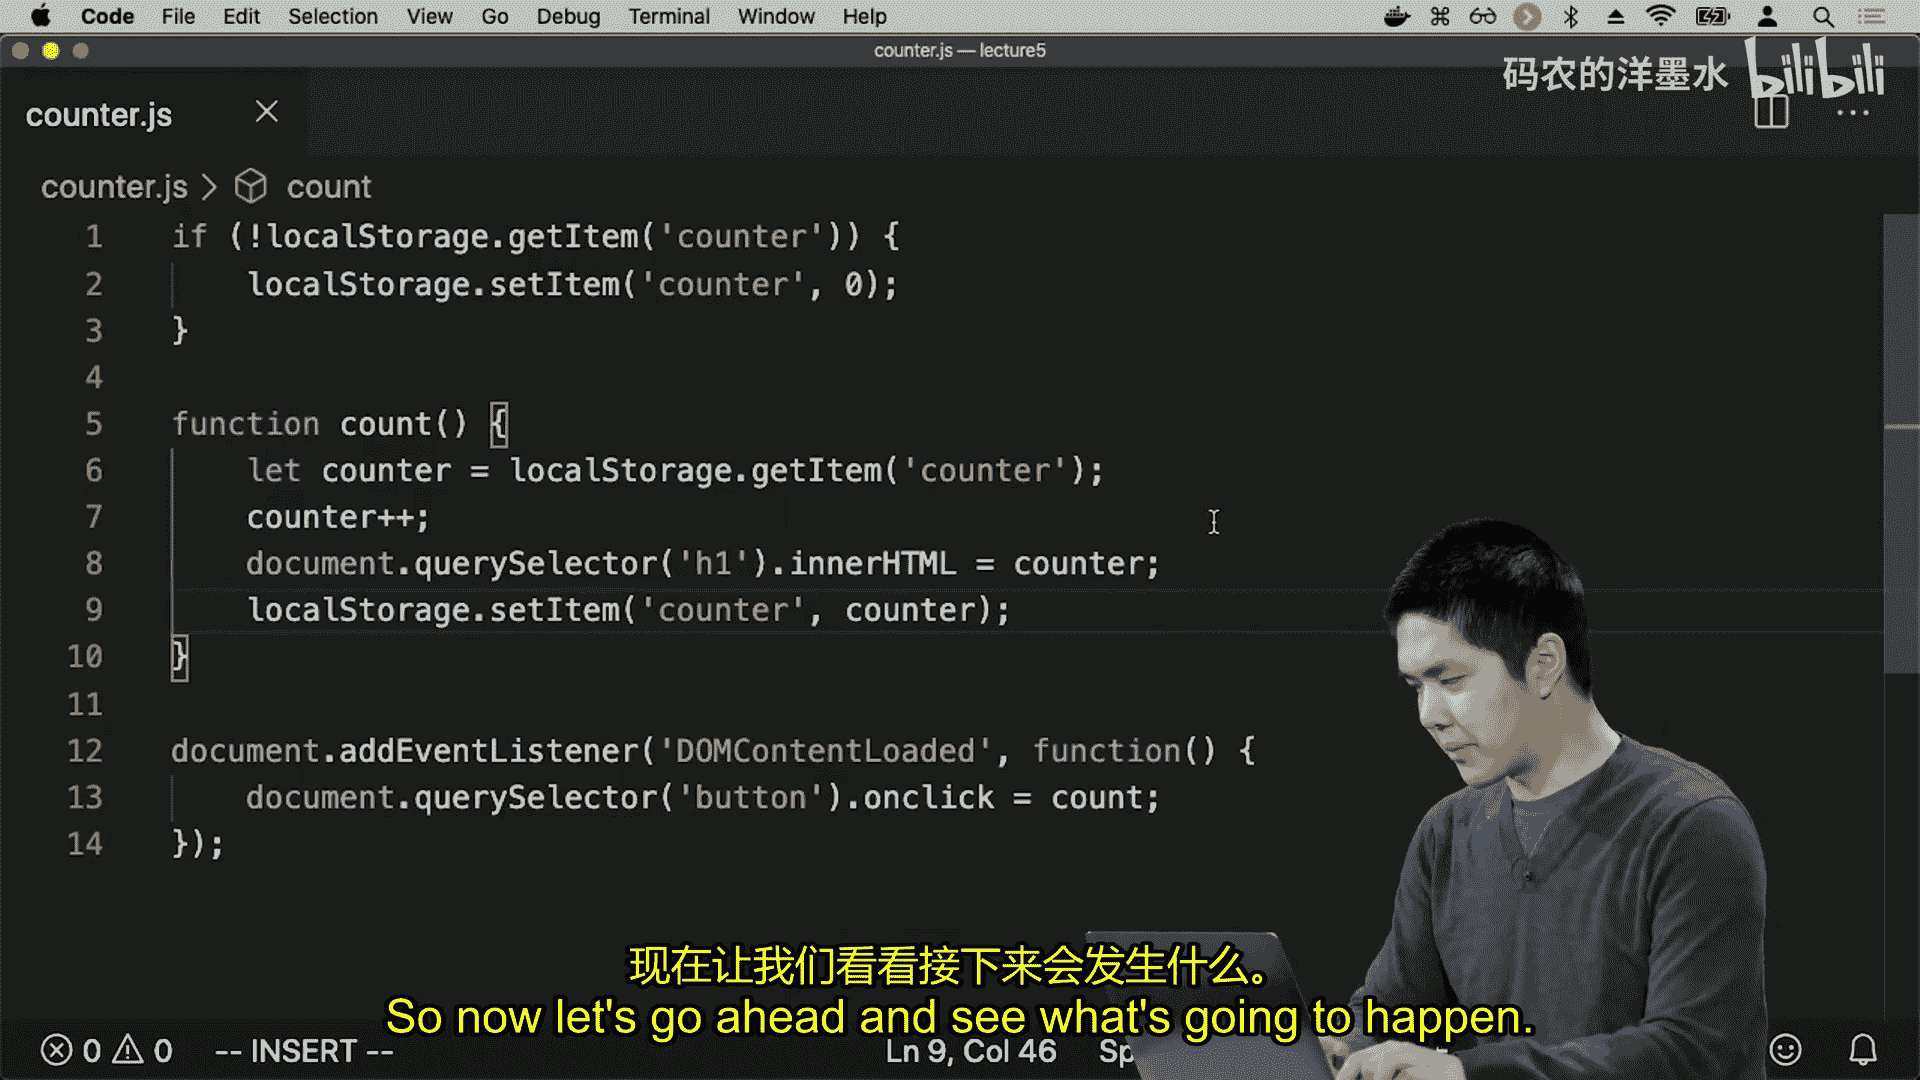 Code File Edit Selection View Go Debug Terminal Window Help
counter.js — lecture5
码农的洋墨水 bilibili
counter.js
counter.js > count
1 if (!localStorage.getItem('counter')) {
2 localStorage.setItem('counter', 0);
3 }
4
5 function count() {
6 let counter = localStorage.getItem('counter');
7 counter++;
8 document.querySelector('h1').innerHTML = counter;
9 localStorage.setItem('counter', counter);
10 }
11
12 document.addEventListener('DOMContentLoaded', function() {
13 document.querySelector('button').onclick = count;
14 });
现在让我们看看接下来会发生什么。
So now let's go ahead and see what's going to happen.
0 0 -- INSERT -- Ln 9, Col 46